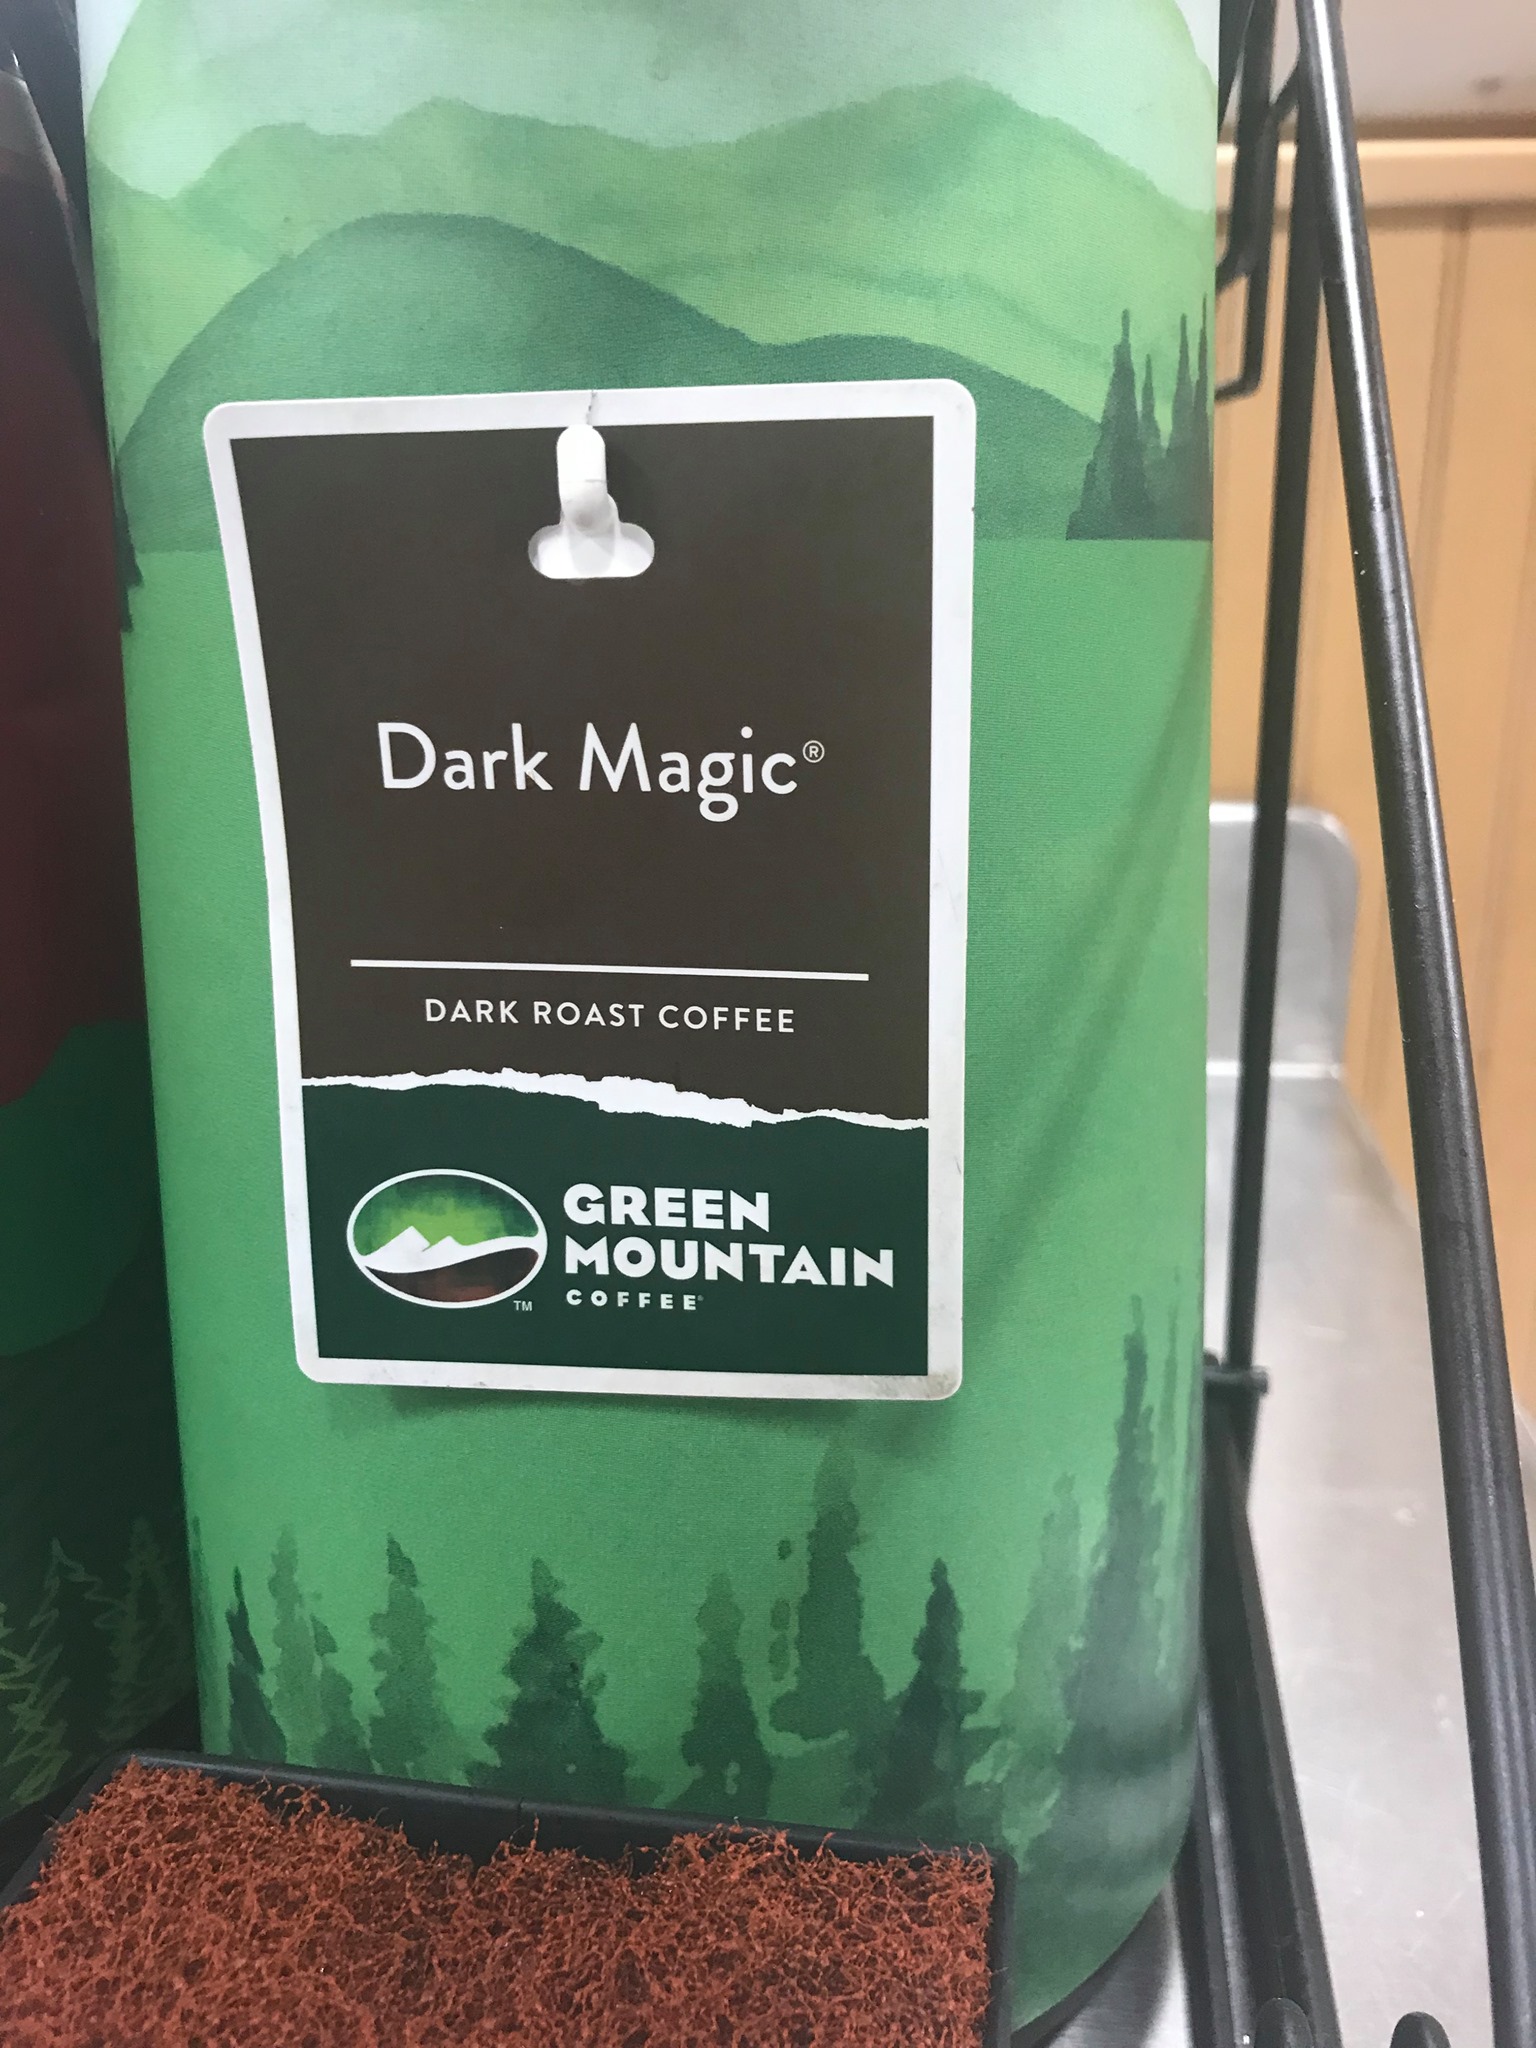 Dark Magic®
DARK ROAST COFFEE
GREEN
MOUNTAIN
COFFEE®
™